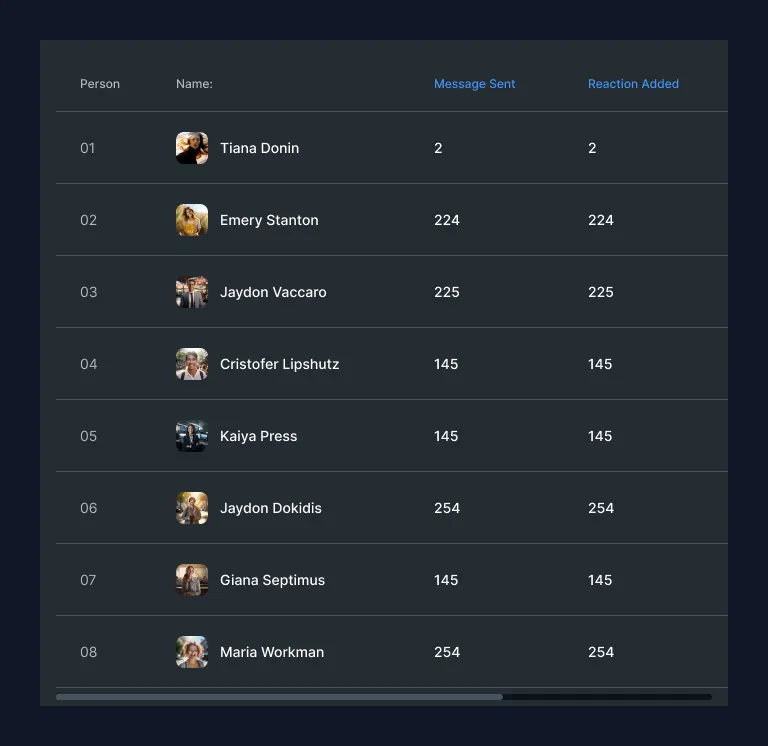 Person Name: Message Sent Reaction Added
01 Tiana Donin 2 2
02 Emery Stanton 224 224
03 Jaydon Vaccaro 225 225
04 Cristofer Lipshutz 145 145
05 Kaiya Press 145 145
06 Jaydon Dokidis 254 254
07 Giana Septimus 145 145
08 Maria Workman 254 254